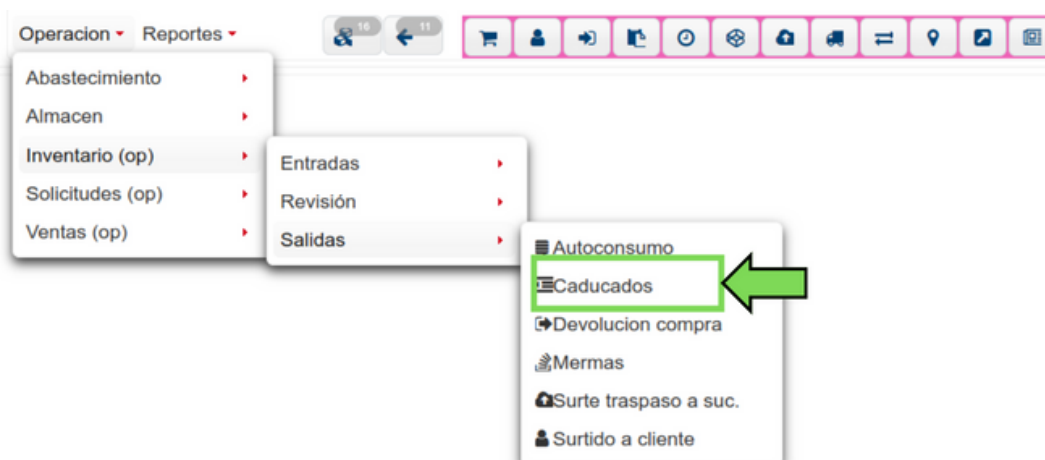 Operacion Reportes 16 11
Abastecimiento
Almacen
Inventario (op)
Solicitudes (op)
Ventas (op)
Entradas
Revisión
Salidas
Autoconsumo
Caducados
Devolucion compra
Mermas
Surte traspaso a suc.
Surtido a cliente